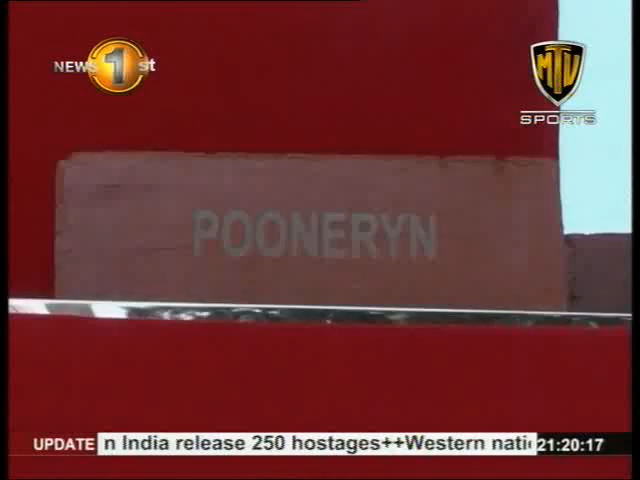 NEWS 1st
MTV
SPORTS
POONERYN
UPDATE n India release 250 hostages++Western nati 21:20:17